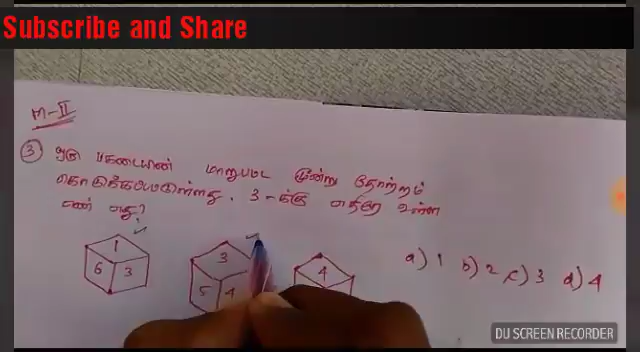 Subscribe and Share
M-II
③ ஒரு பகடையின் மாறுபட்ட மூன்று தோற்றம்
கொடுக்கப்பட்டுள்ளது. 3-க்கு எதிரே உள்ள
எண் எது?
1
6 3
3
5 4
4
a) 1 b) 2 c) 3 d) 4
DU SCREEN RECORDER